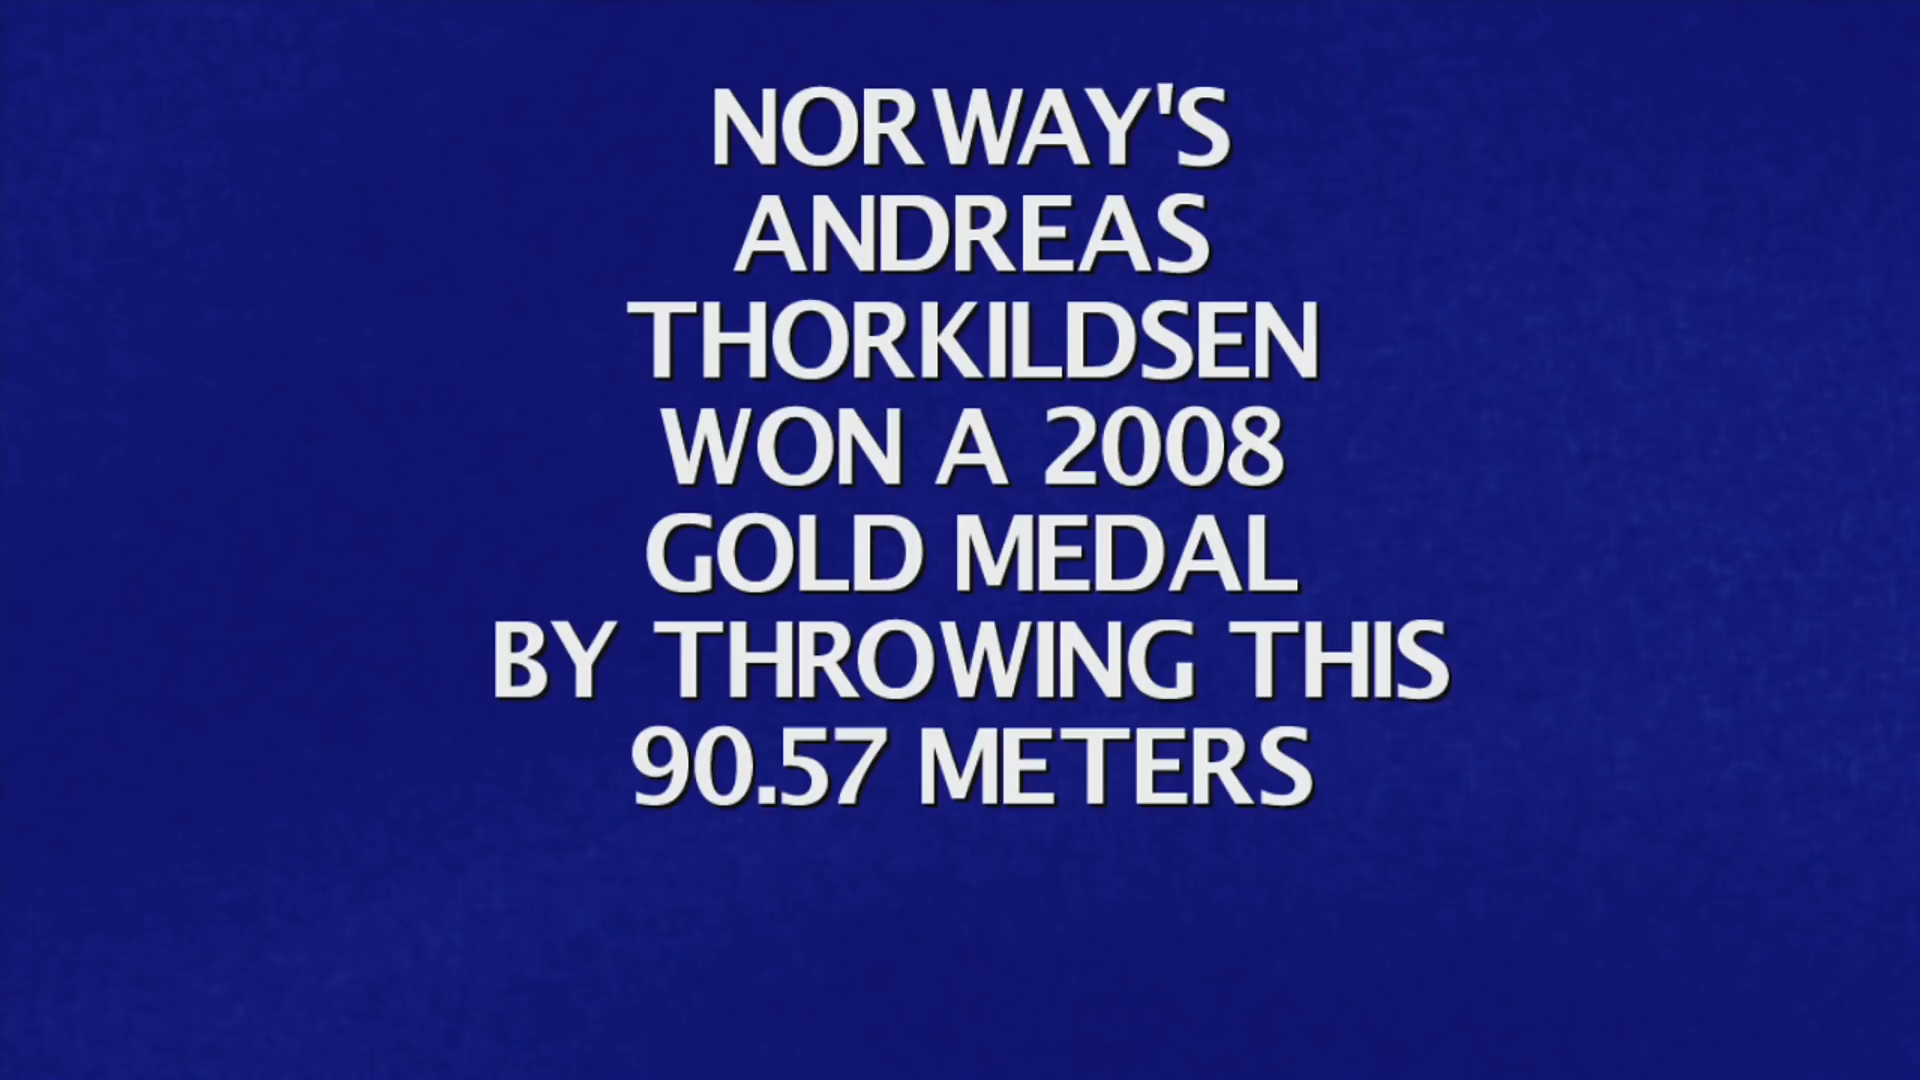 NORWAY'S
ANDREAS
THORKILDSEN
WON A 2008
GOLD MEDAL
BY THROWING THIS
90.57 METERS